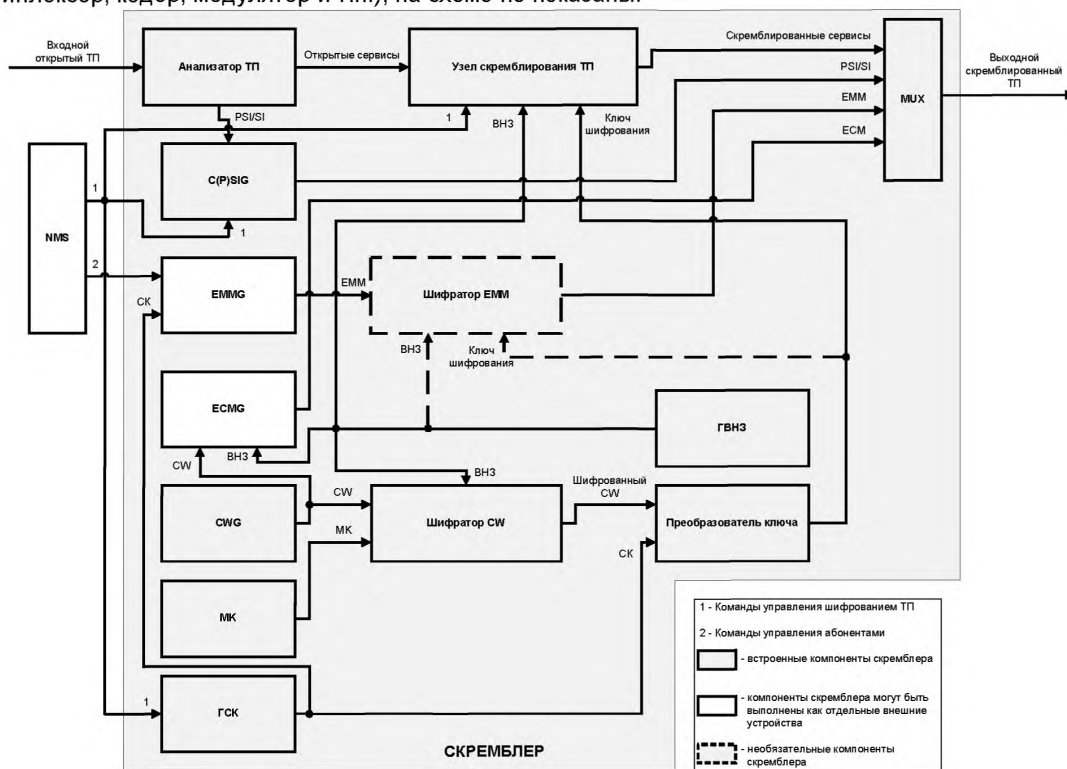 плексер, кодер, модулятор и т.п.), на схеме не показаны.
Входной
открытый ТП
Анализатор ТП
Открытые сервисы
Узел скремблирования ТП
Скремблированные сервисы
PSI/SI
EMM
ECM
MUX
Выходной
скремблированный
ТП
PSI/SI
1
ВНЗ
Ключ
шифрования
NMS
1
2
C(P)SIG
1
СК
EMMG
EMM
Шифратор EMM
ВНЗ
Ключ
шифрования
ECMG
ГВНЗ
CW
ВНЗ
ВНЗ
CWG
CW
МК
Шифратор CW
Шифрованный
CW
СК
Преобразователь ключа
МК
1
ГСК
СКРЕМБЛЕР
1 - Команды управления шифрованием ТП
2 - Команды управления абонентами
- встроенные компоненты скремблера
- компоненты скремблера могут быть
выполнены как отдельные внешние
устройства
- необязательные компоненты
скремблера